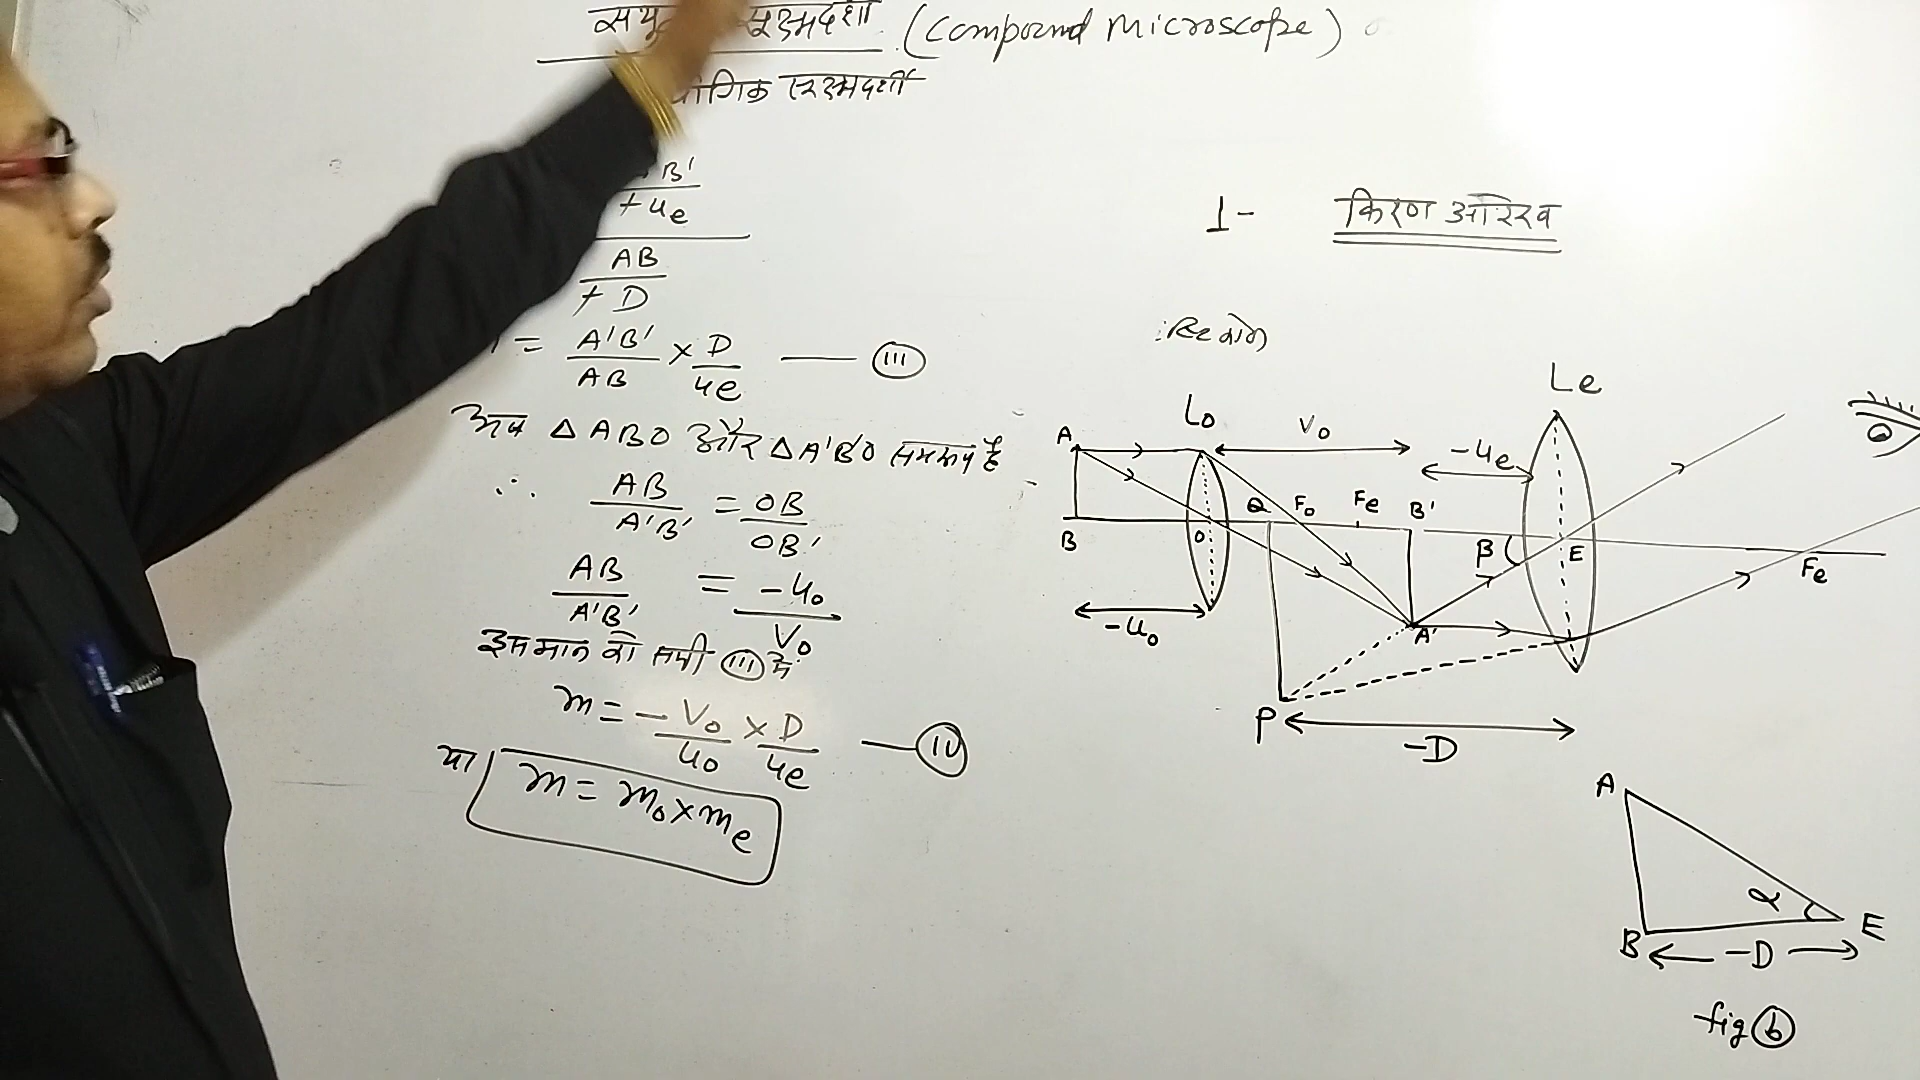 सूक्ष्मदर्शी (Compound Microscope)
यौगिक सूक्ष्मदर्शी
B'
+ue
AB
+D
= A'B'/AB × D/ue — (III)
अब △ABO और △A'B'O समरूप हैं
∴ AB/A'B' = OB/OB'
AB/A'B' = -uo/Vo
इस मान को समी (III) में
m = -Vo/uo × D/ue — (IV)
या m = mo×me
1- किरण आरेख
Le
Lo
Vo
A
-ue
Q
Fo
Fe
B'
B
O
β
E
Fe
-uo
A'
P
-D
A
α
B
-D
E
fig (b)